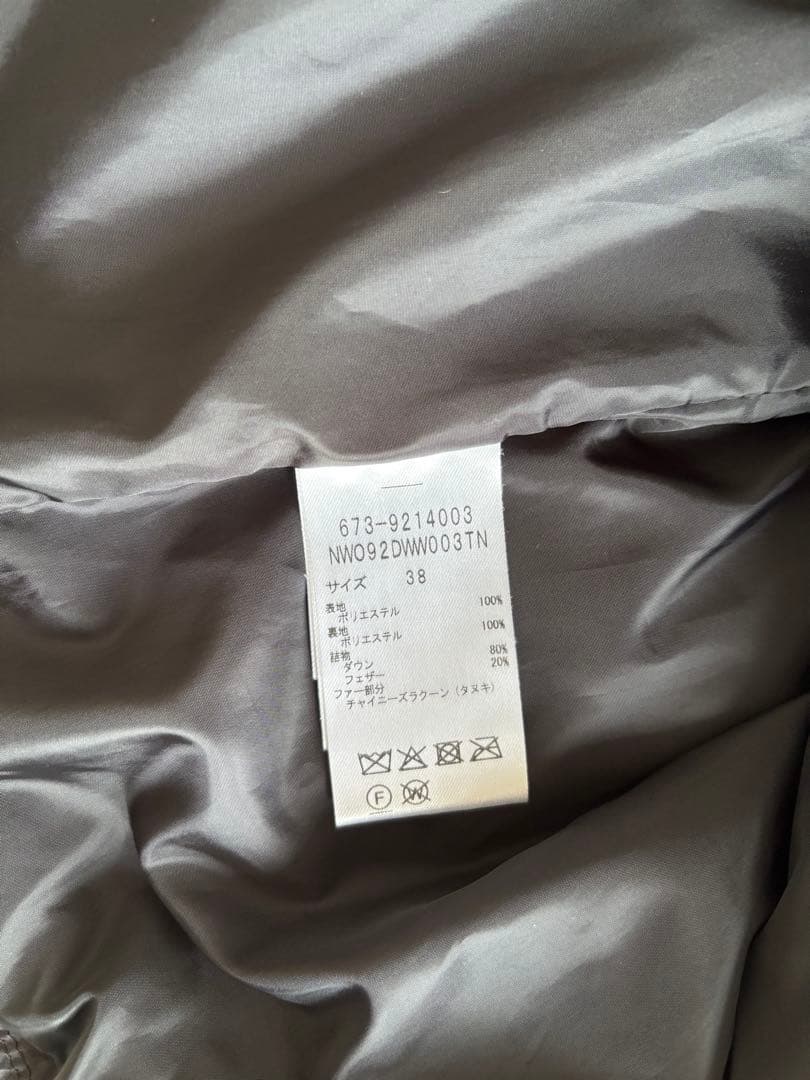 673-9214003
NW092DWW003TN
サイズ 38
表地
ポリエステル 100%
裏地
ポリエステル 100%
詰物
ダウン 80%
フェザー 20%
ファー部分
チャイニーズラクーン (タヌキ)
F
W